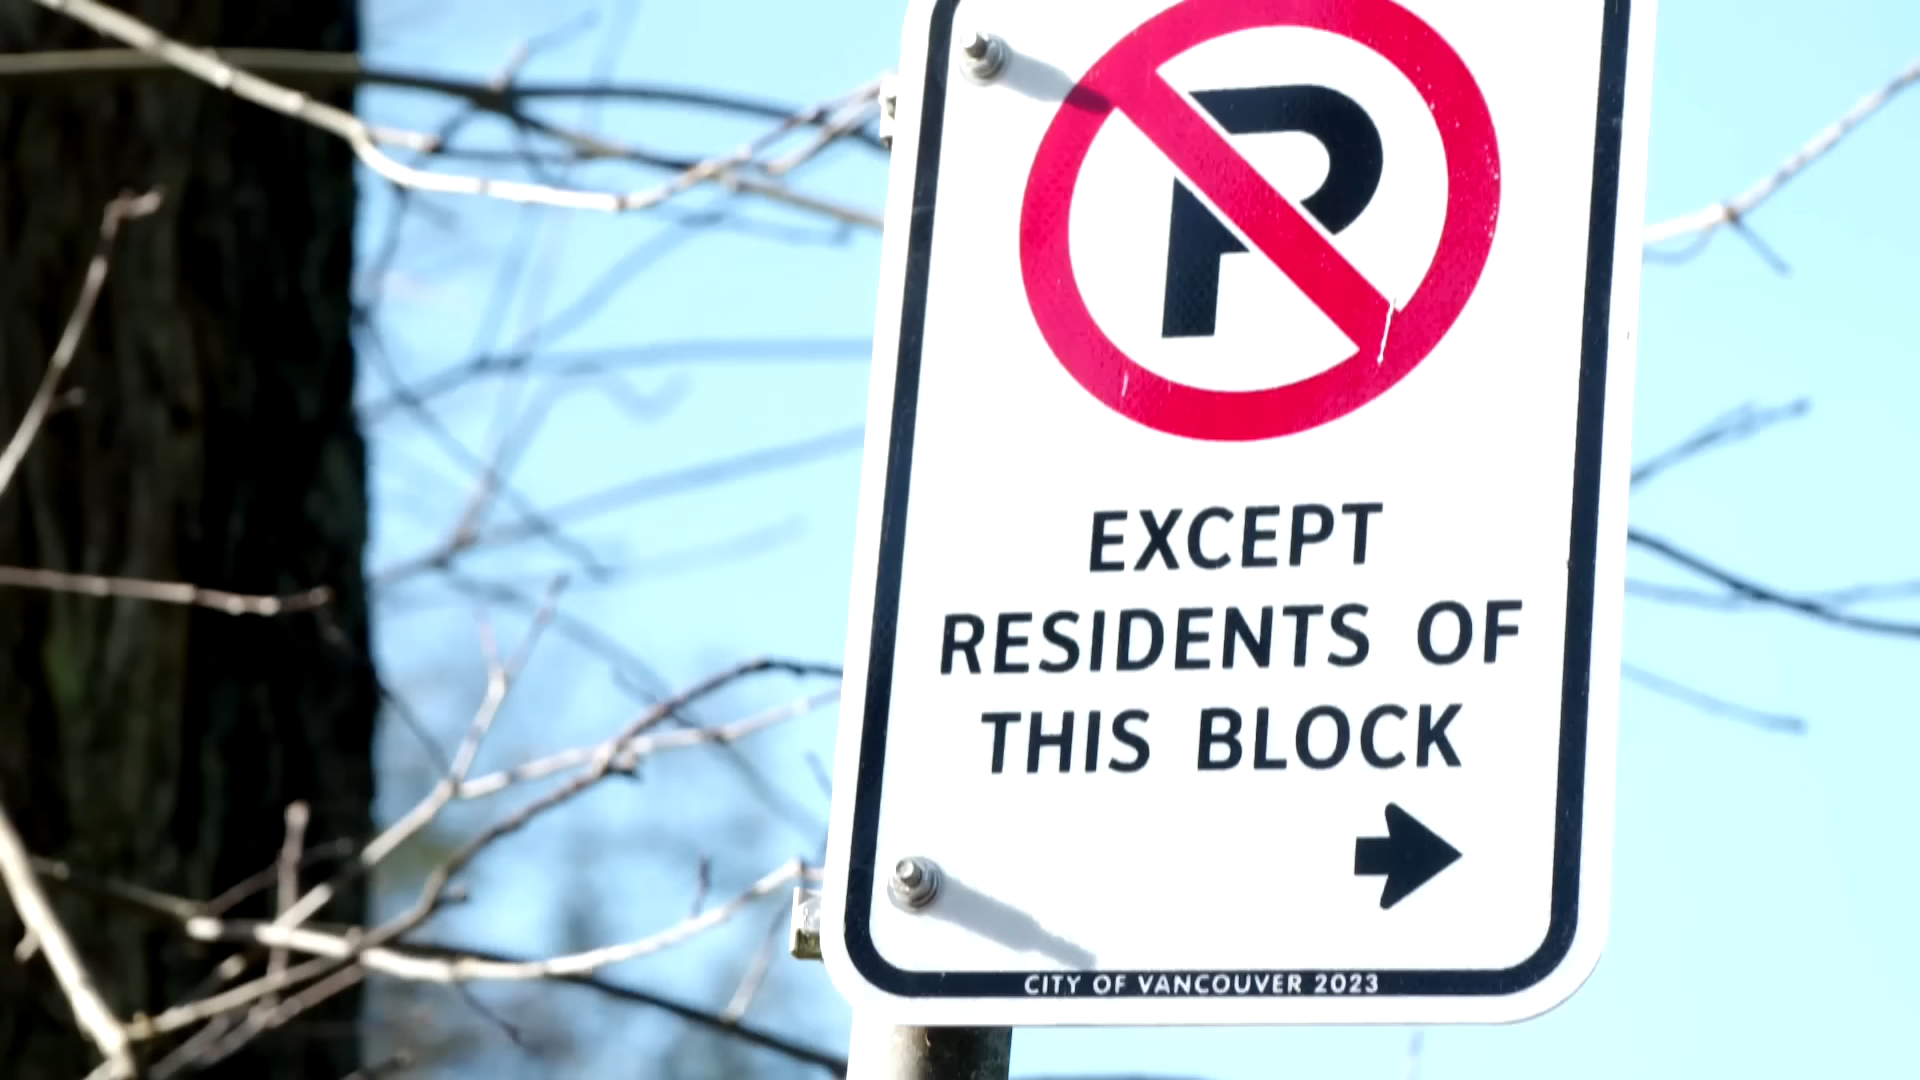 P
EXCEPT
RESIDENTS OF
THIS BLOCK
CITY OF VANCOUVER 2023